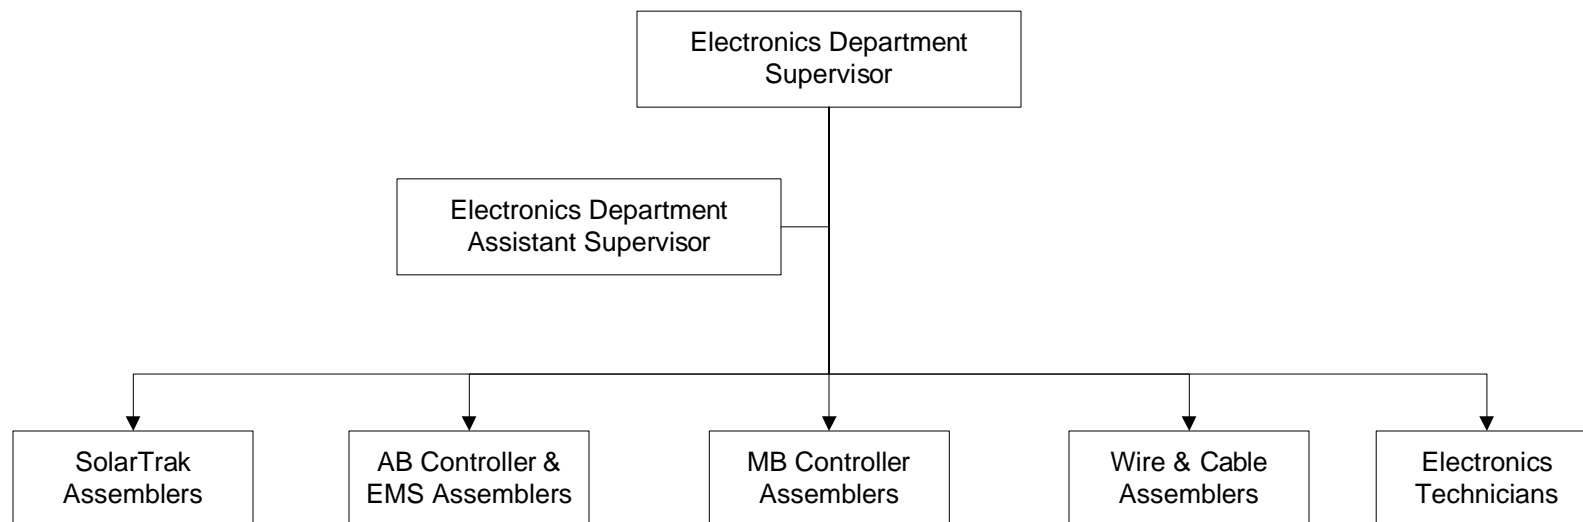 Electronics Department
Supervisor
Electronics Department
Assistant Supervisor
SolarTrak
Assemblers
AB Controller &
EMS Assemblers
MB Controller
Assemblers
Wire & Cable
Assemblers
Electronics
Technicians